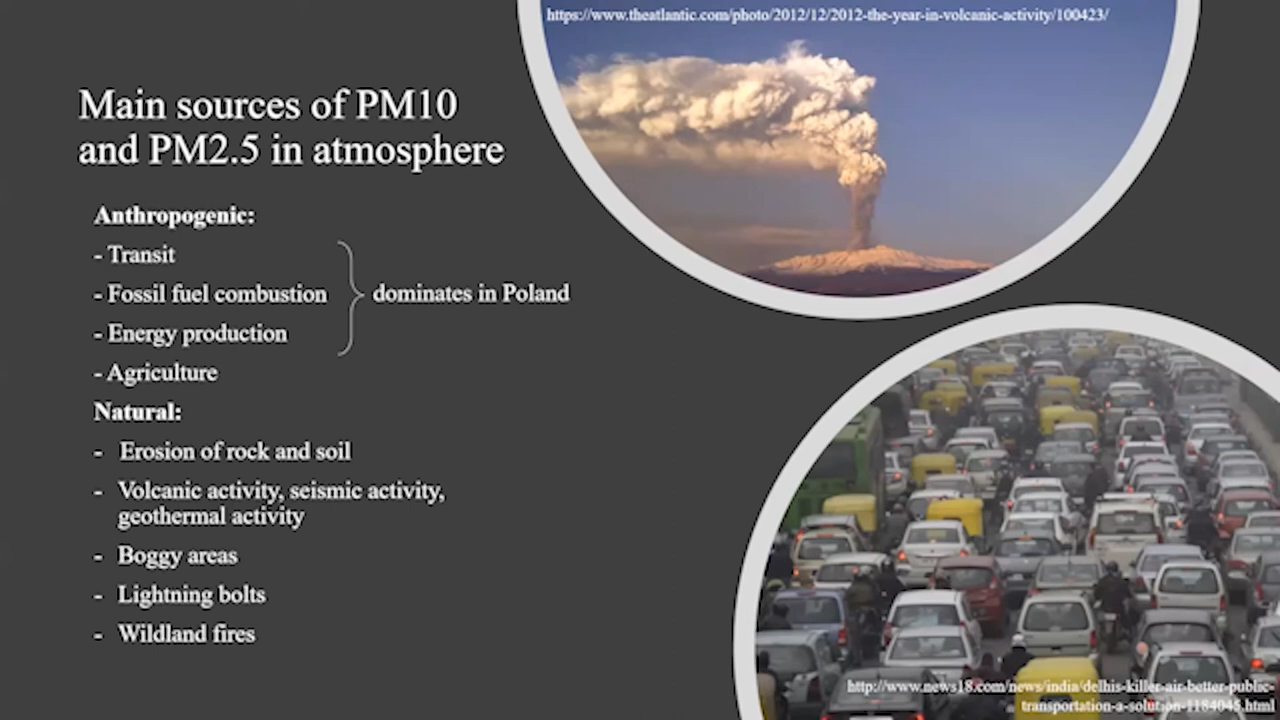 https://www.theatlantic.com/photo/2012/12/2012-the-year-in-volcanic-activity/100423/
Main sources of PM10
and PM2.5 in atmosphere
Anthropogenic:
- Transit
- Fossil fuel combustion
dominates in Poland
- Energy production
- Agriculture
Natural:
- Erosion of rock and soil
- Volcanic activity, seismic activity,
geothermal activity
- Boggy areas
- Lightning bolts
- Wildland fires
http://www.news18.com/news/india/delhis-killer-air-better-public-
transportation-a-solution-1184045.html